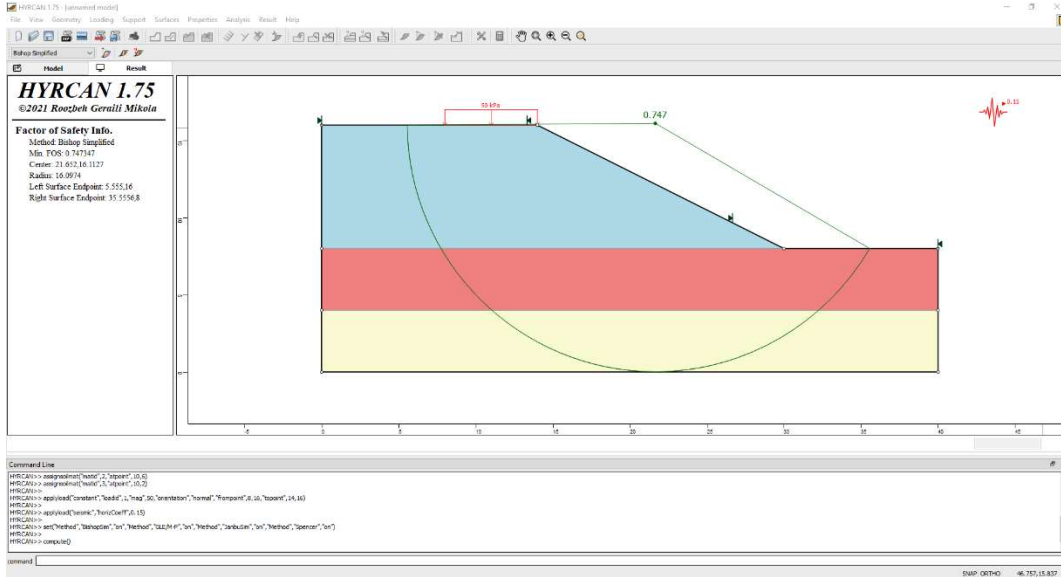 HYRCAN 1.75 - [unnamed model]
File View Geometry Loading Support Surfaces Properties Analysis Result Help
Bishop Simplified
Model Result
HYRCAN 1.75
©2021 Roozbeh Geraili Mikola
Factor of Safety Info.
Method: Bishop Simplified
Min. FOS: 0.747347
Center: 21.652,16.1127
Radius: 16.0974
Left Surface Endpoint: 5.555,16
Right Surface Endpoint: 35.5556,8
50 kPa
0.747
0.15
15
10
5
0
-5 0 5 10 15 20 25 30 35 40 45
Command Line
HYRCAN>> assignsoilmat("matid",2,"atpoint",10,6)
HYRCAN>> assignsoilmat("matid",3,"atpoint",10,2)
HYRCAN>>
HYRCAN>> applyload("constant","loadid",1,"mag",50,"orientation","normal","frompoint",8,16,"topoint",14,16)
HYRCAN>>
HYRCAN>> applyload("seismic","horizCoeff",0.15)
HYRCAN>>
HYRCAN>> set("Method","BishopSim","on","Method","GLE/M-P","on","Method","JanbuSim","on","Method","Spencer","on")
HYRCAN>>
HYRCAN>> compute()
command
SNAP ORTHO 46.757,15.837